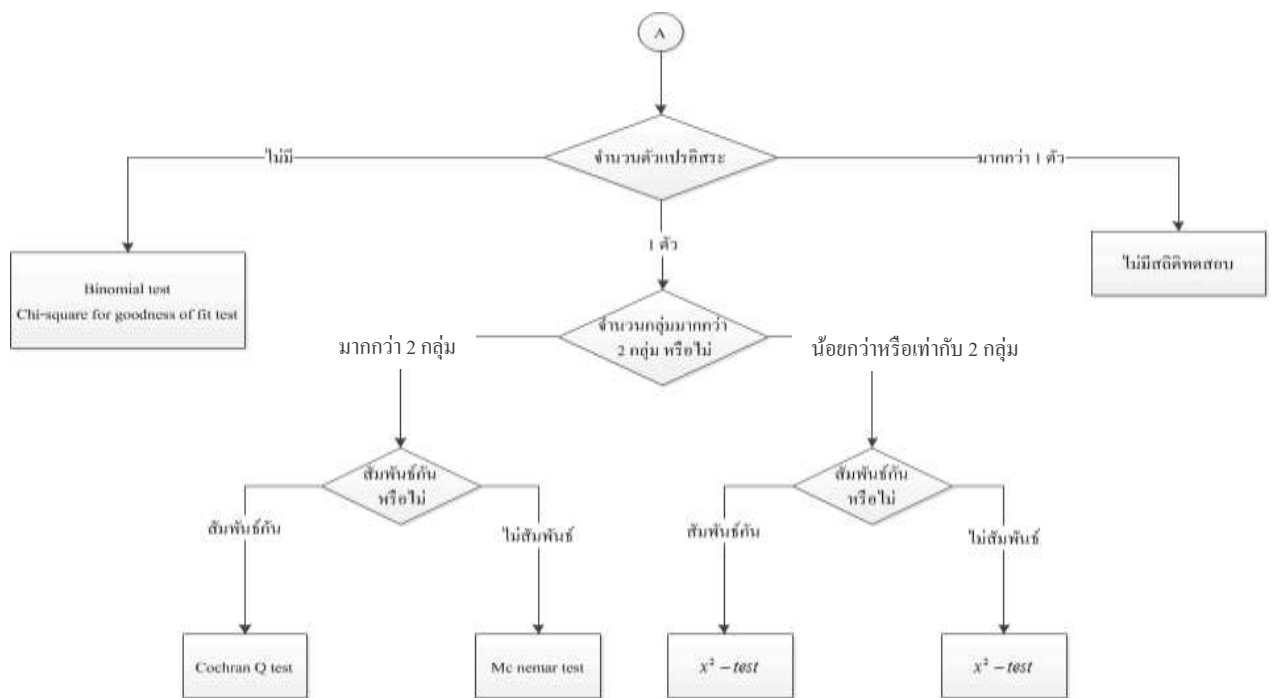 A
จำนวนตัวแปรอิสระ
ไม่มี
มากกว่า 1 ตัว
1 ตัว
Binomial test
Chi-square for goodness of fit test
ไม่มีสถิติทดสอบ
จำนวนกลุ่มมากกว่า
2 กลุ่ม หรือไม่
มากกว่า 2 กลุ่ม
น้อยกว่าหรือเท่ากับ 2 กลุ่ม
สัมพันธ์กัน
หรือไม่
สัมพันธ์กัน
หรือไม่
สัมพันธ์กัน
ไม่สัมพันธ์
สัมพันธ์กัน
ไม่สัมพันธ์
Cochran Q test
Mc nemar test
x² – test
x² – test